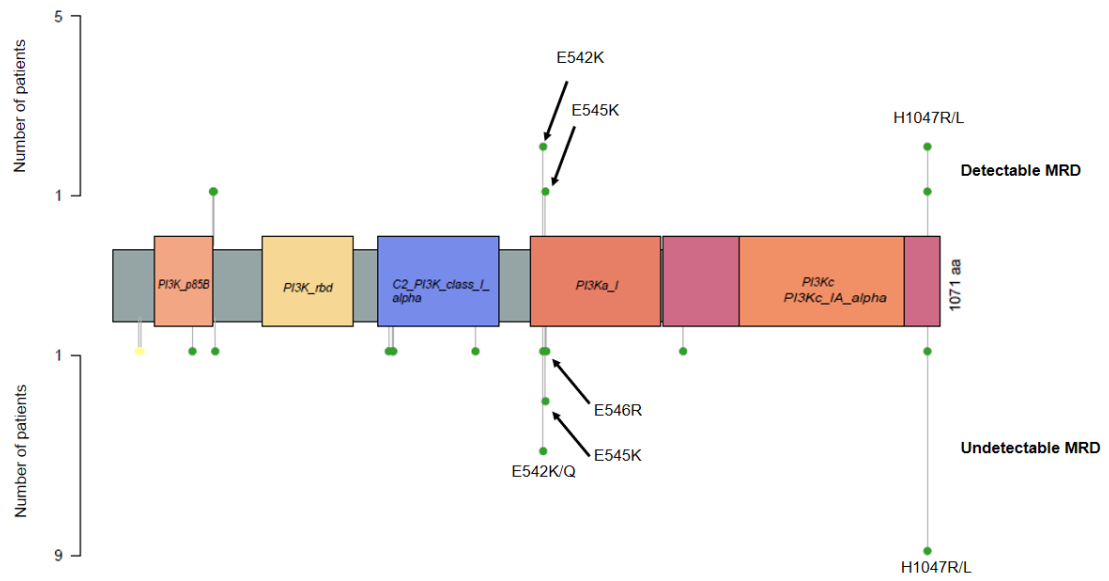 5
Number of patients
1
E542K
E545K
H1047R/L
Detectable MRD
PI3K_p85B
PI3K_rbd
C2_PI3K_class_I_
alpha
PI3Ka_I
PI3Kc
PI3Kc_IA_alpha
1071 aa
1
Number of patients
9
E546R
E545K
E542K/Q
Undetectable MRD
H1047R/L